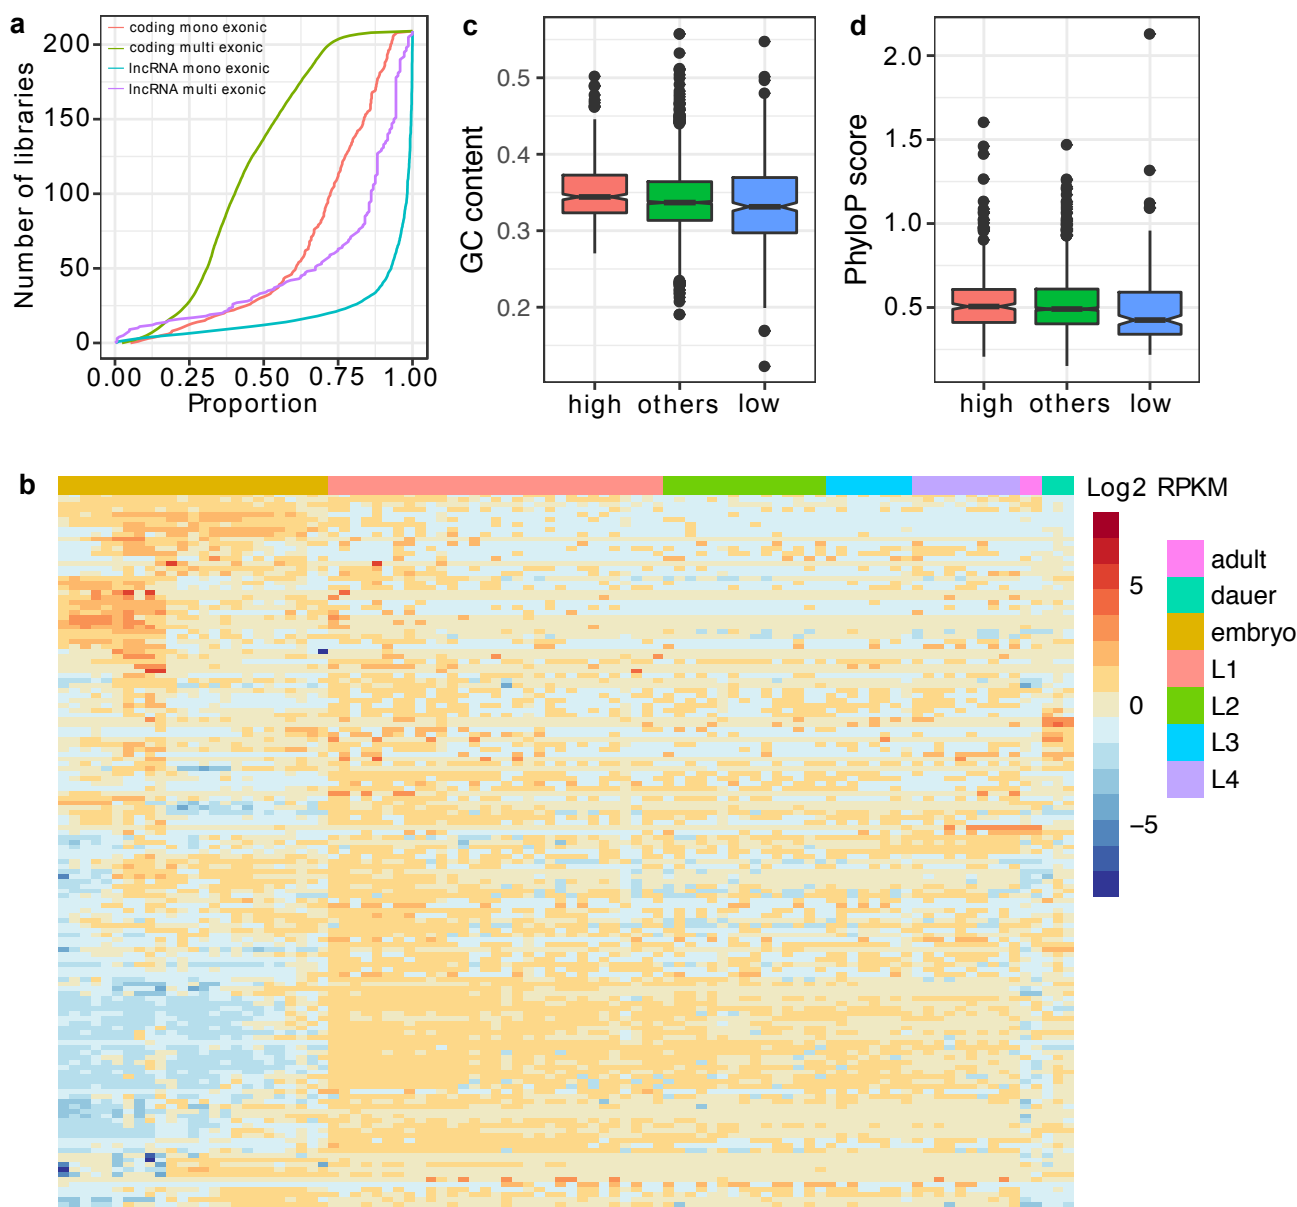 a
coding mono exonic
coding multi exonic
lncRNA mono exonic
lncRNA multi exonic
Number of libraries
200
150
100
50
0
0.00 0.25 0.50 0.75 1.00
Proportion
c
GC content
0.5
0.4
0.3
0.2
high others low
d
PhyloP score
2.0
1.5
1.0
0.5
high others low
b
Log2 RPKM
5
0
−5
adult
dauer
embryo
L1
L2
L3
L4